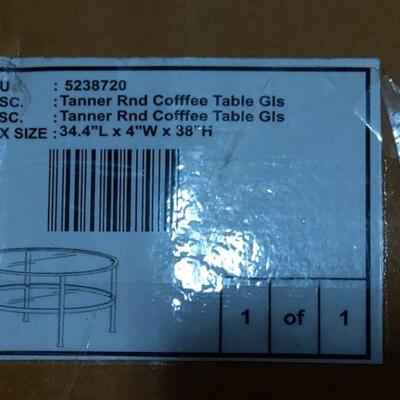 U : 5238720
SC. : Tanner Rnd Cofffee Table Gls
SC. : Tanner Rnd Cofffee Table Gls
X SIZE : 34.4"L x 4"W x 38"H
1 of 1